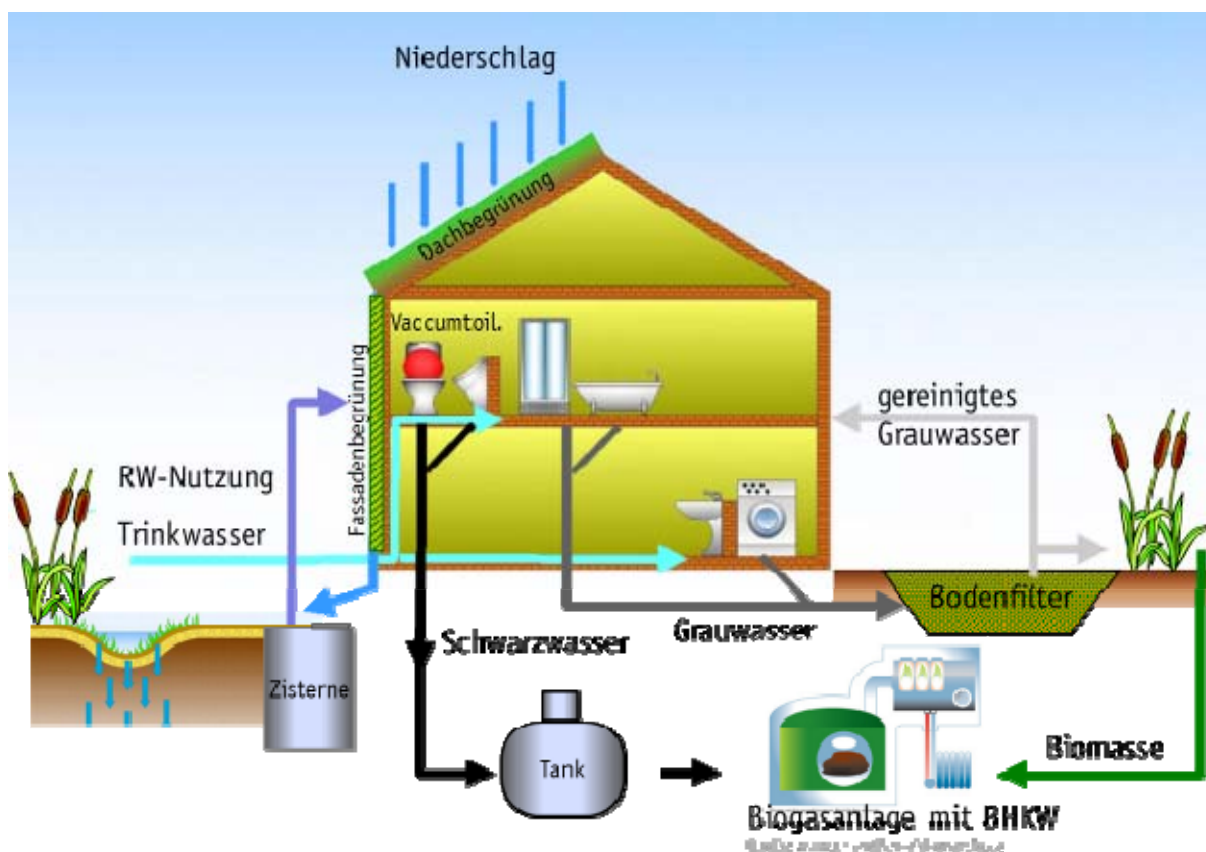 Niederschlag
Dachbegrünung
Vaccumtoil.
Fassadenbegrünung
gereinigtes
Grauwasser
RW-Nutzung
Trinkwasser
Bodenfilter
Schwarzwasser
Grauwasser
Zisterne
Tank
Biomasse
Biogasanlage mit BHKW